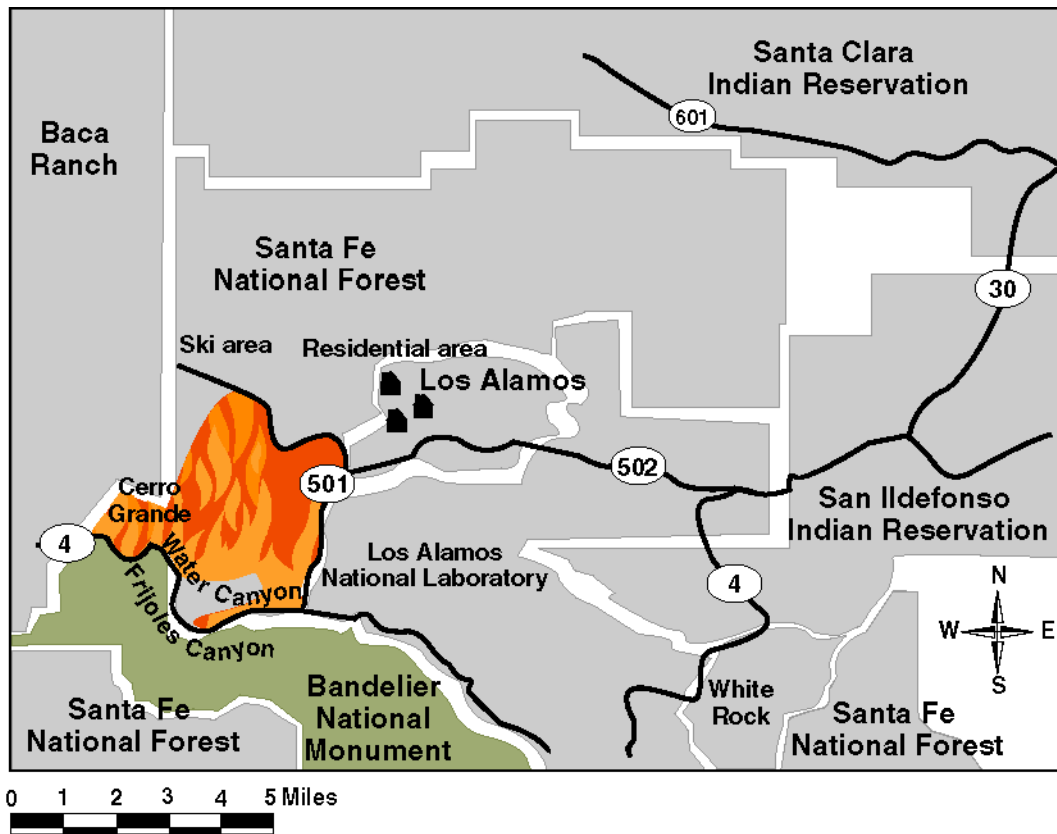 Santa Clara
Indian Reservation
601
Baca
Ranch
Santa Fe
National Forest
30
Ski area
Residential area
Los Alamos
502
501
Cerro
Grande
San Ildefonso
Indian Reservation
4
Water Canyon
Los Alamos
National Laboratory
4
Frijoles Canyon
N
W
E
S
Bandelier
National
Monument
White
Rock
Santa Fe
National Forest
Santa Fe
National Forest
0 1 2 3 4 5 Miles